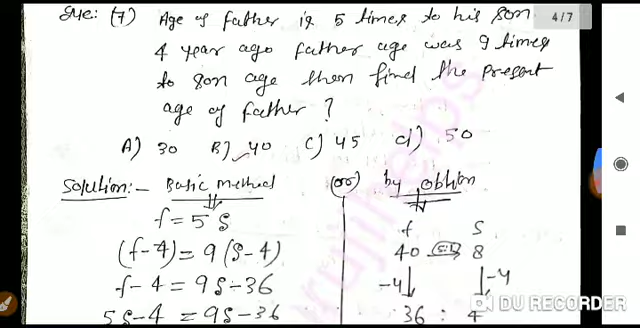 Que: (7) Age of father is 5 times to his son
4 year ago father age was 9 times
to son age then find the present
age of father ?
A) 30 B) 40 C) 45 d) 50
Solution:- Basic Method (or) by option
f = 5 S
(f-4) = 9 (S-4)
f-4 = 9S-36
5S-4 = 9S-36
f S
40 5:1 8
-4 -4
36 : 4
4/7
DU RECORDER